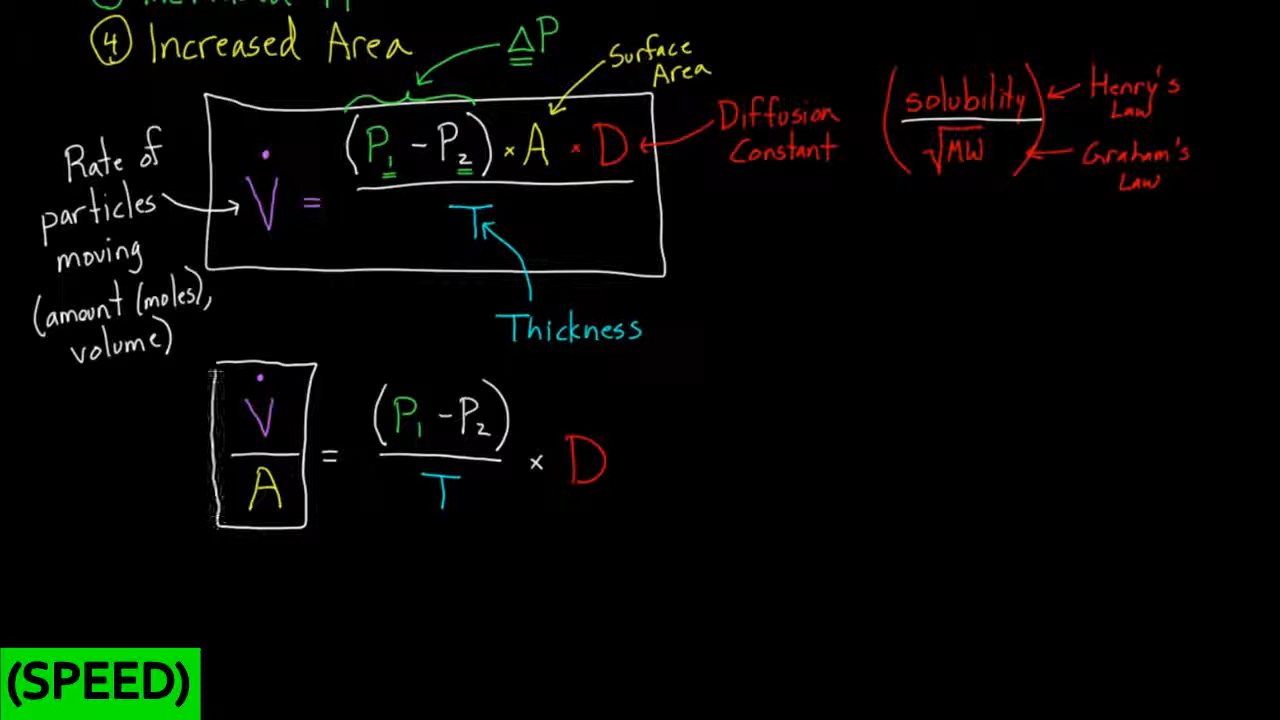 ④ Increased Area
ΔP
Surface
Area
Rate of
particles
moving
(amount (moles),
volume)
V̇ = (P₁ - P₂) × A × D
T
Diffusion
Constant
(solubility
√MW)
Henry's
Law
Graham's
Law
Thickness
V̇
A
=
(P₁ - P₂)
T
× D
(SPEED)